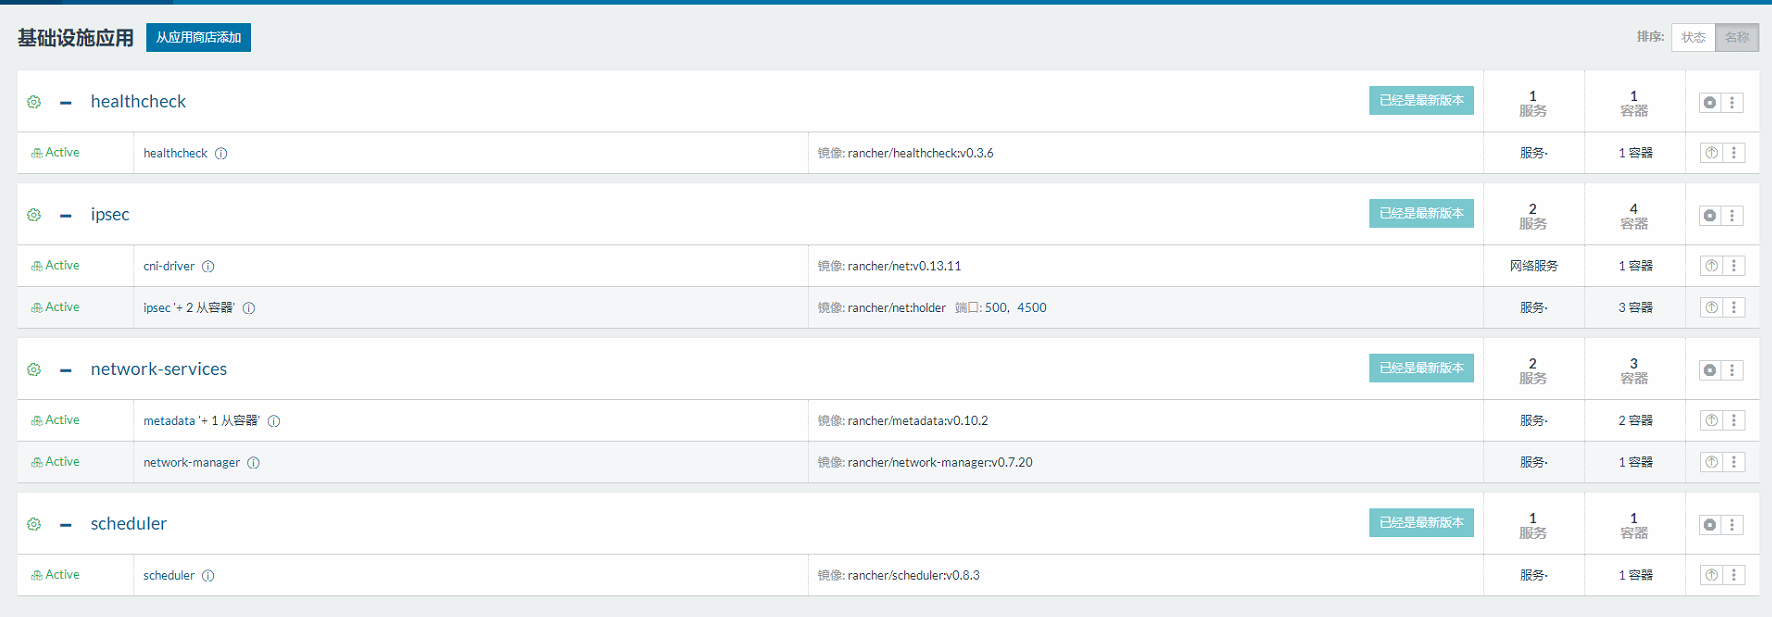 基础设施应用 从应用商店添加 排序: 状态 名称
healthcheck 已经是最新版本 1 服务 1 容器
Active healthcheck 镜像: rancher/healthcheck:v0.3.6 服务· 1 容器
ipsec 已经是最新版本 2 服务 4 容器
Active cni-driver 镜像: rancher/net:v0.13.11 网络服务 1 容器
Active ipsec '+ 2 从容器' 镜像: rancher/net:holder 端口: 500, 4500 服务· 3 容器
network-services 已经是最新版本 2 服务 3 容器
Active metadata '+ 1 从容器' 镜像: rancher/metadata:v0.10.2 服务· 2 容器
Active network-manager 镜像: rancher/network-manager:v0.7.20 服务· 1 容器
scheduler 已经是最新版本 1 服务 1 容器
Active scheduler 镜像: rancher/scheduler:v0.8.3 服务· 1 容器